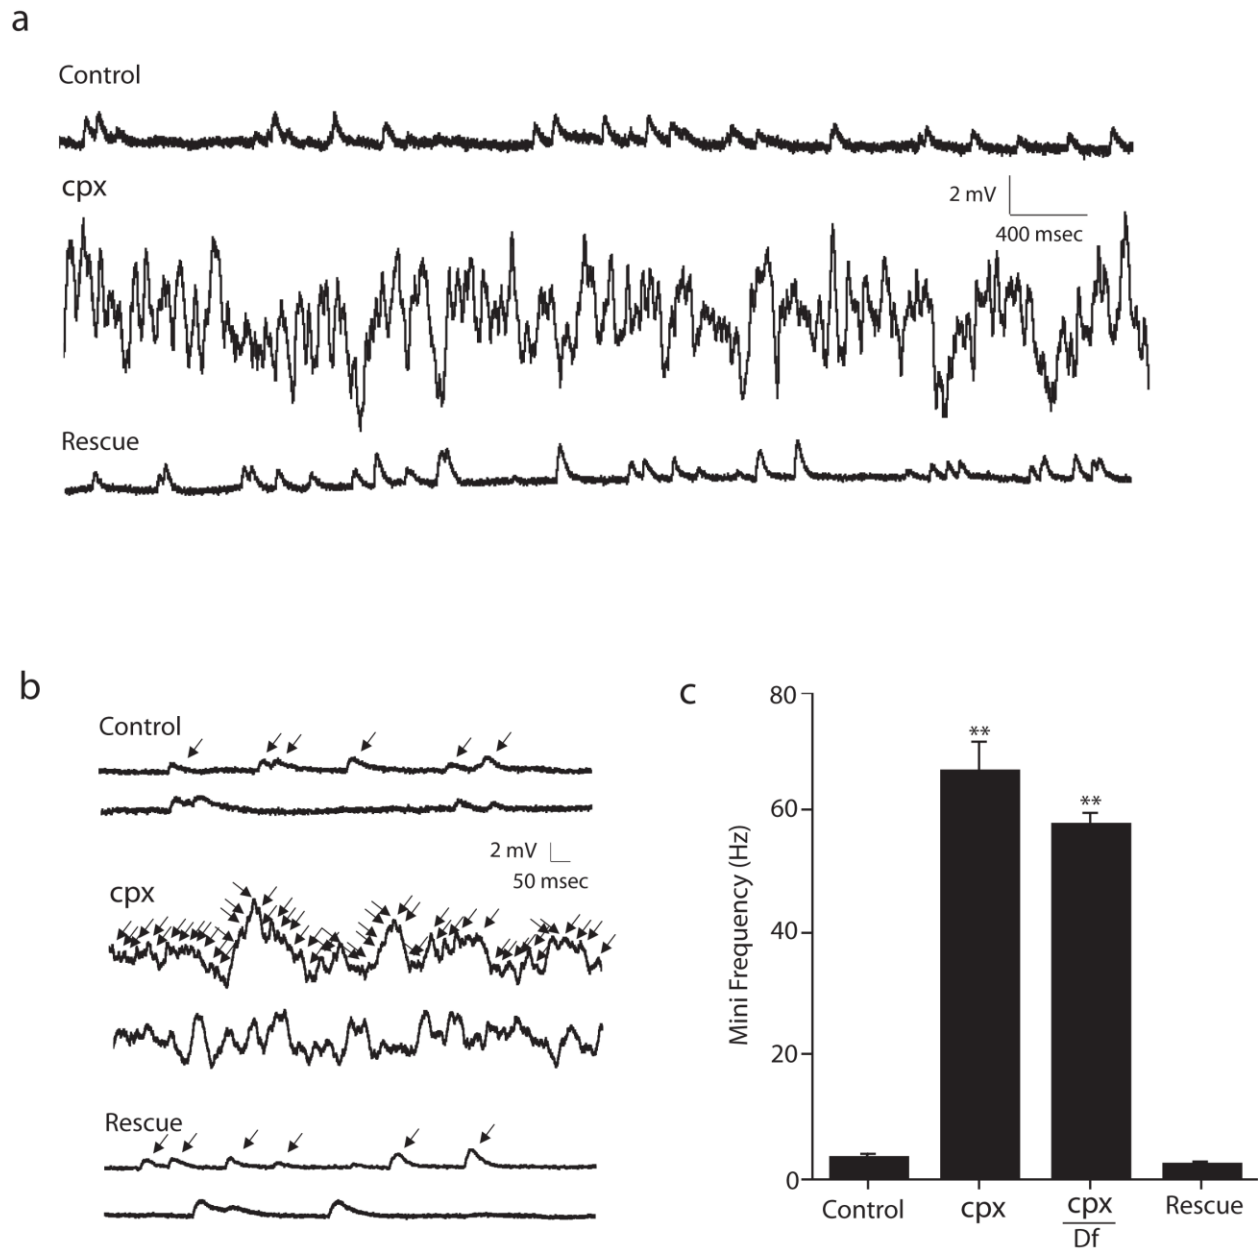 a
Control
cpx
2 mV
400 msec
Rescue
b
Control
2 mV
50 msec
cpx
Rescue
c
Mini Frequency (Hz)
80
60
40
20
0
**
**
Control
cpx
cpx
Df
Rescue